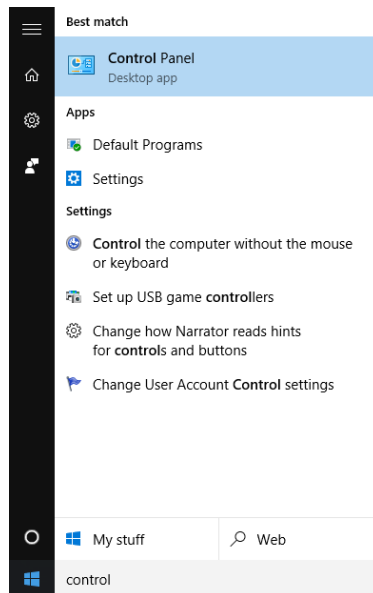 Best match
Control Panel
Desktop app
Apps
Default Programs
Settings
Settings
Control the computer without the mouse
or keyboard
Set up USB game controllers
Change how Narrator reads hints
for controls and buttons
Change User Account Control settings
My stuff
Web
control